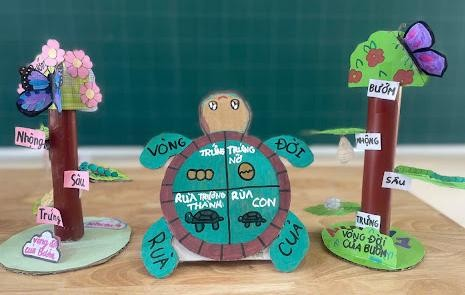 Nhộng
Sâu
Trứng
Vòng đời
của Bướm
VÒNG
ĐỜI
CỦA
RÙA
TRỨNG
TRỨNG
NỞ
RÙA TRƯỞNG
THÀNH
RÙA
CON
BƯỚM
NHỘNG
SÂU
TRỨNG
VÒNG ĐỜI
CỦA BƯỚM